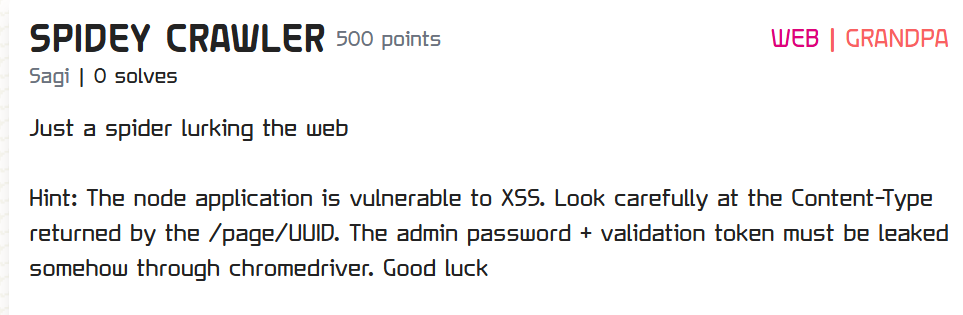 SPIDEY CRAWLER 500 points WEB | GRANDPA
Sagi | 0 solves
Just a spider lurking the web
Hint: The node application is vulnerable to XSS. Look carefully at the Content-Type
returned by the /page/UUID. The admin password + validation token must be leaked
somehow through chromedriver. Good luck